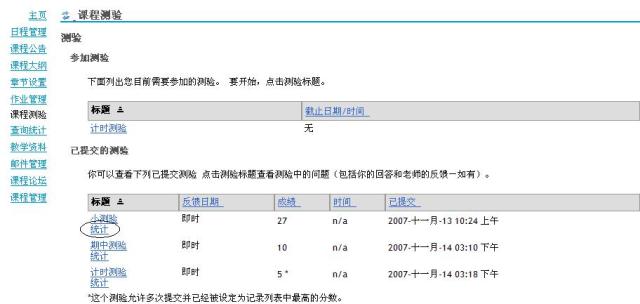 主页
日程管理
课程公告
课程大纲
章节设置
作业管理
课程测验
查询统计
教学资料
邮件管理
课程论坛
课程管理
课程测验
测验
参加测验
下面列出您目前需要参加的测验。 要开始，点击测验标题。
标题 截止日期/时间
计时测验 无
已提交的测验
你可以查看下列已提交测验 点击测验标题查看测验中的问题（包括你的回答和老师的反馈一如有）。
标题 反馈日期 成绩 时间 已提交
小测验 即时 27 n/a 2007-十一月-13 10:24 上午
统计
期中测验 即时 10 n/a 2007-十一月-14 03:10 下午
统计
计时测验 即时 5 * n/a 2007-十一月-14 03:18 下午
统计
*这个测验允许多次提交并已经被设定为记录列表中最高的分数。